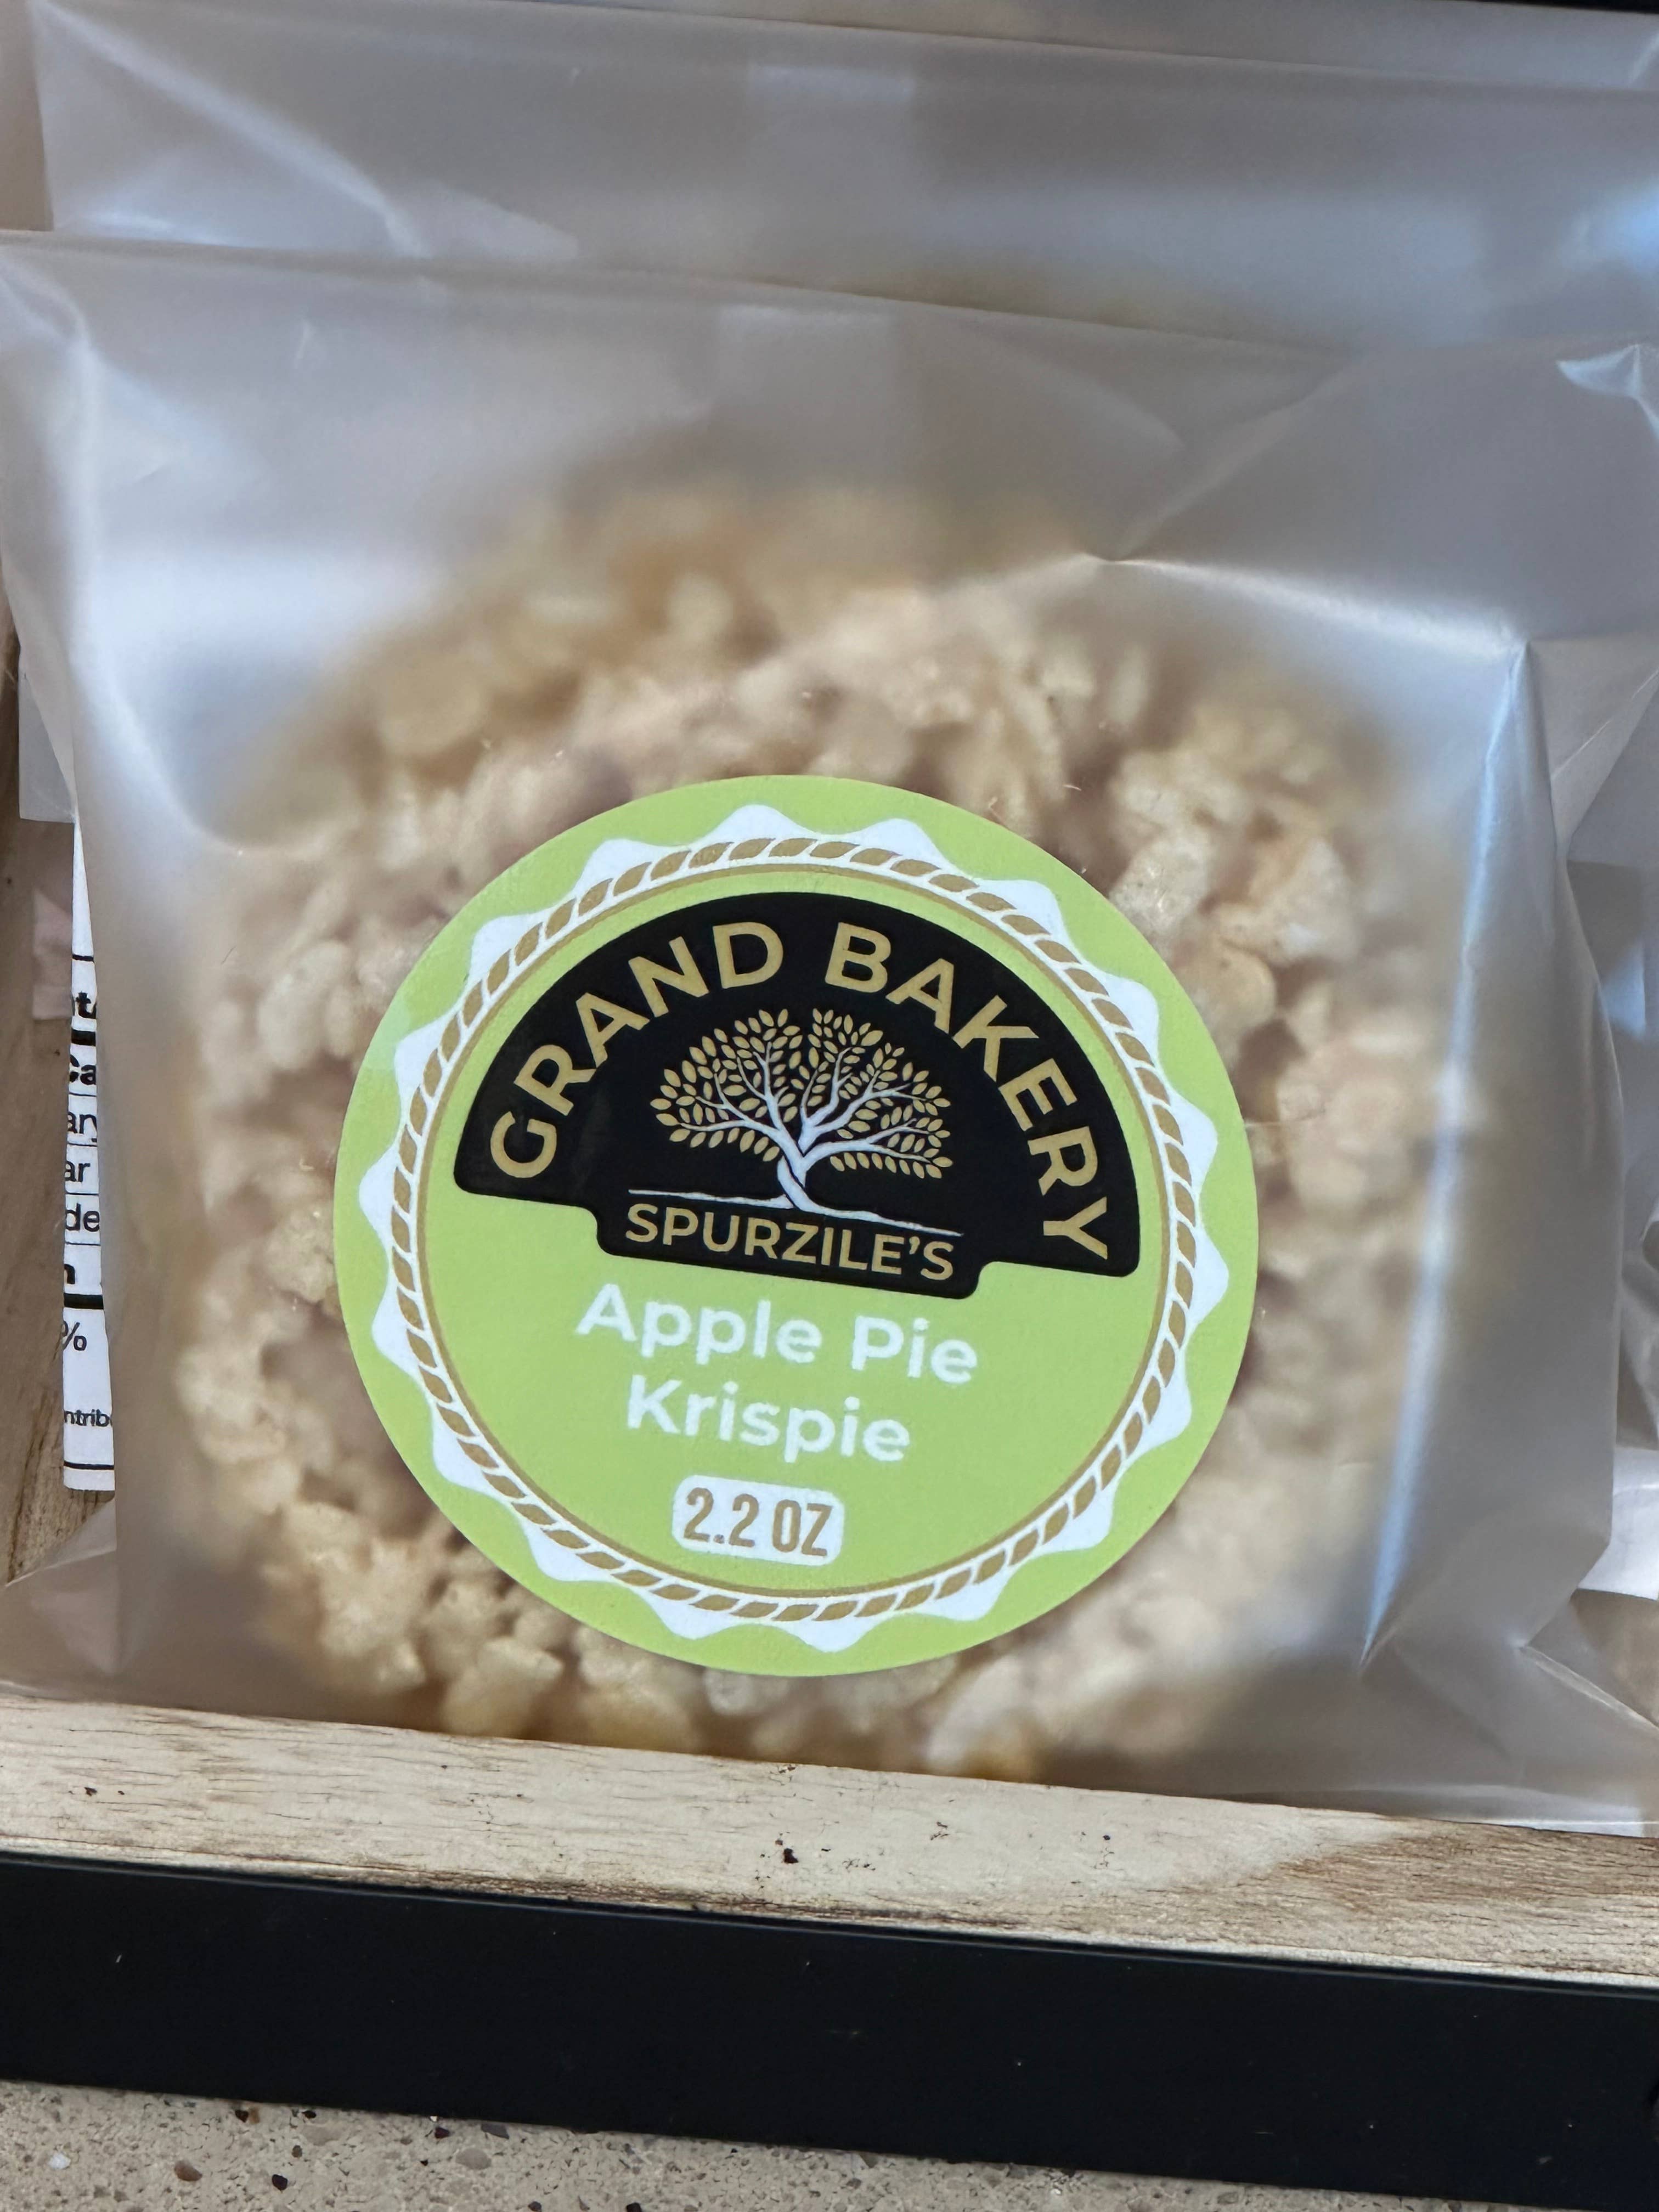 GRAND BAKERY
SPURZILE'S
Apple Pie
Krispie
2.2 OZ
%